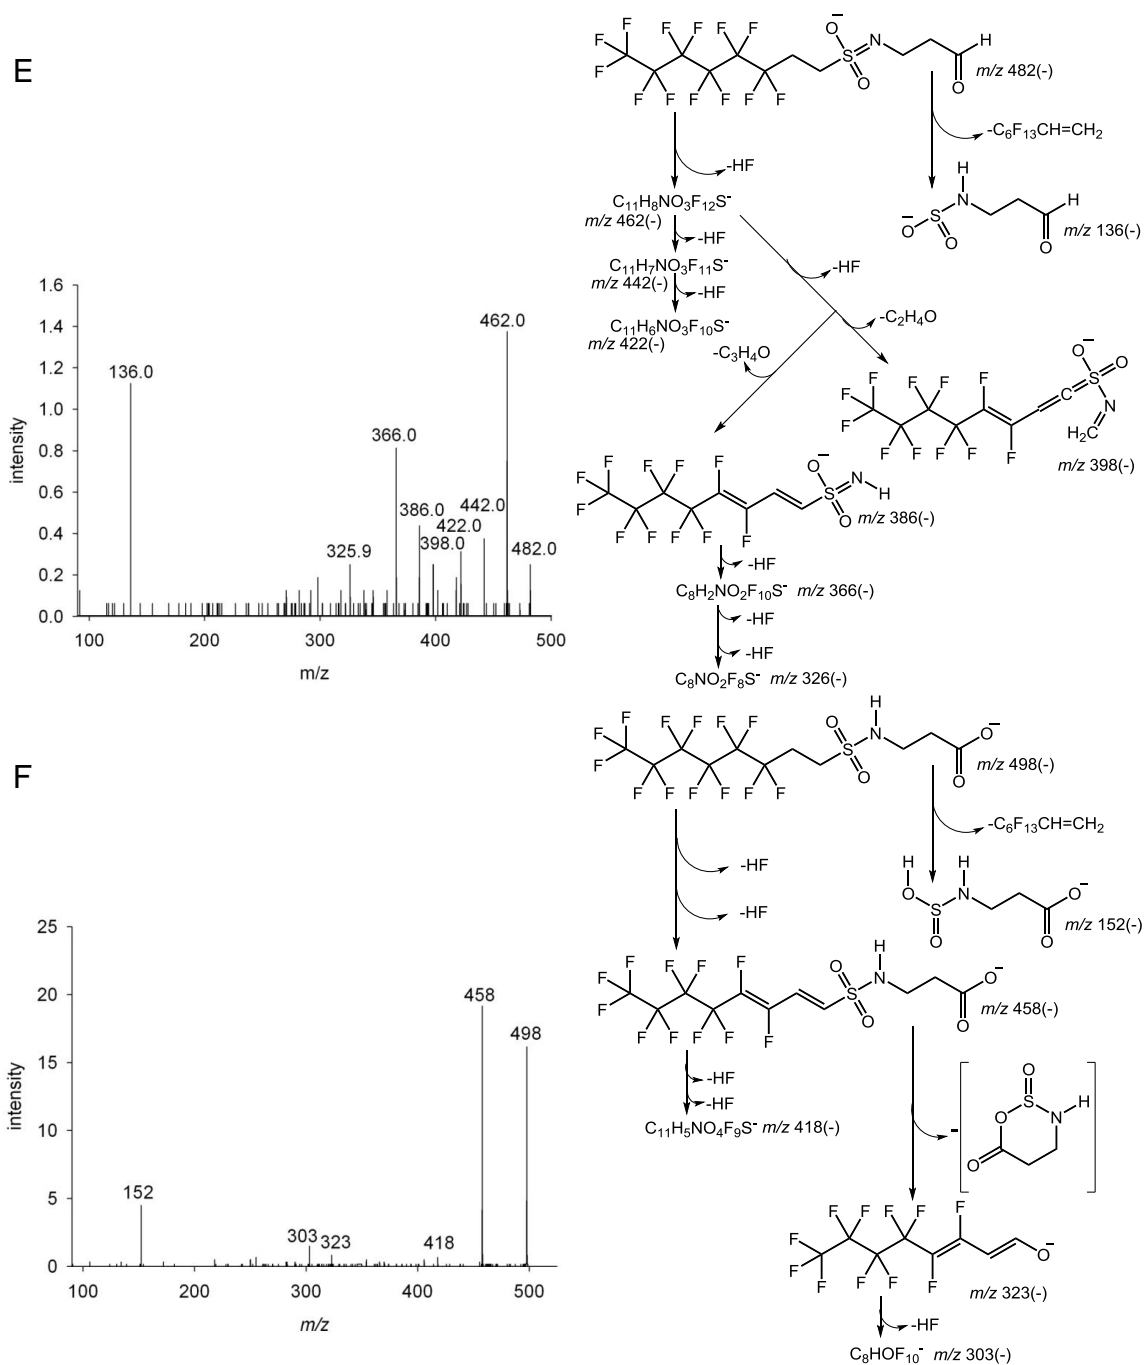 E
m/z 482(-)
-C6F13CH=CH2
-HF
C11H8NO3F12S-
m/z 462(-)
-HF
C11H7NO3F11S-
m/z 442(-)
-HF
C11H6NO3F10S-
m/z 422(-)
m/z 136(-)
-HF
-C2H4O
-C3H4O
m/z 398(-)
m/z 386(-)
-HF
C8H2NO2F10S- m/z 366(-)
-HF
-HF
C8NO2F8S- m/z 326(-)
intensity
1.6
1.4
1.2
1.0
0.8
0.6
0.4
0.2
0.0
136.0
325.9
366.0
386.0
398.0
422.0
442.0
462.0
482.0
100 200 300 400 500
m/z
F
m/z 498(-)
-C6F13CH=CH2
-HF
-HF
m/z 152(-)
m/z 458(-)
-HF
-HF
C11H5NO4F9S- m/z 418(-)
m/z 323(-)
-HF
C8HOF10- m/z 303(-)
intensity
25
20
15
10
5
0
152
303
323
418
458
498
100 200 300 400 500
m/z